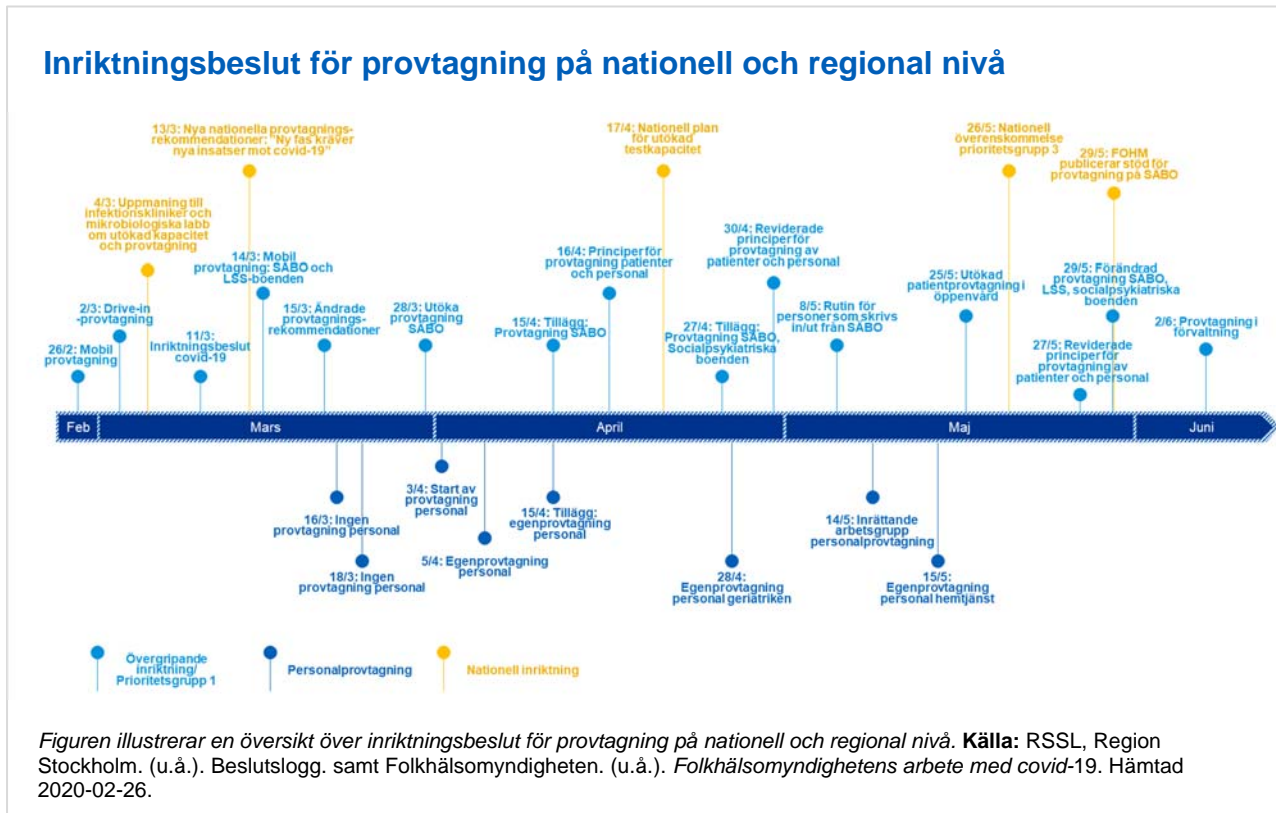 Inriktningsbeslut för provtagning på nationell och regional nivå
13/3: Nya nationella provtagnings-
rekommendationer: "Ny fas kräver
nya insatser mot covid-19"
17/4: Nationell plan
för utökad
testkapacitet
26/5: Nationell
överenskommelse
prioritetsgrupp 3
29/5: FOHM
publicerar stöd för
provtagning på SÄBO
4/3: Uppmaning till
infektionskliniker och
mikrobiologiska labb
om utökad kapacitet
och provtagning
14/3: Mobil
provtagning: SÄBO och
LSS-boenden
16/4: Principer för
provtagning patienter
och personal
30/4: Reviderade
principer för
provtagning av
patienter och personal
25/5: Utökad
patientprovtagning i
öppenvård
29/5: Förändrad
provtagning SÄBO,
LSS, socialpsykiatriska
boenden
2/3: Drive-in
-provtagning
15/3: Ändrade
provtagnings-
rekommendationer
28/3: Utöka
provtagning
SÄBO
15/4: Tillägg:
Provtagning SÄBO
8/5: Rutin för
personer som skrivs
in/ut från SÄBO
2/6: Provtagning i
förvaltning
26/2: Mobil
provtagning
11/3:
Inriktningsbeslut
covid-19
27/4: Tillägg:
Provtagning SÄBO,
Socialpsykiatriska
boenden
27/5: Reviderade
principer för
provtagning av
patienter och personal
Feb Mars April Maj Juni
16/3: Ingen
provtagning personal
18/3: Ingen
provtagning personal
3/4: Start av
provtagning
personal
5/4: Egenprovtagning
personal
15/4: Tillägg:
egenprovtagning
personal
28/4:
Egenprovtagning
personal geriatriken
14/5: Inrättande
arbetsgrupp
personalprovtagning
15/5:
Egenprovtagning
personal hemtjänst
Övergripande
inriktning/
Prioritetsgrupp 1
Personalprovtagning
Nationell inriktning
Figuren illustrerar en översikt över inriktningsbeslut för provtagning på nationell och regional nivå. Källa: RSSL, Region
Stockholm. (u.å.). Beslutslogg. samt Folkhälsomyndigheten. (u.å.). Folkhälsomyndighetens arbete med covid-19. Hämtad
2020-02-26.